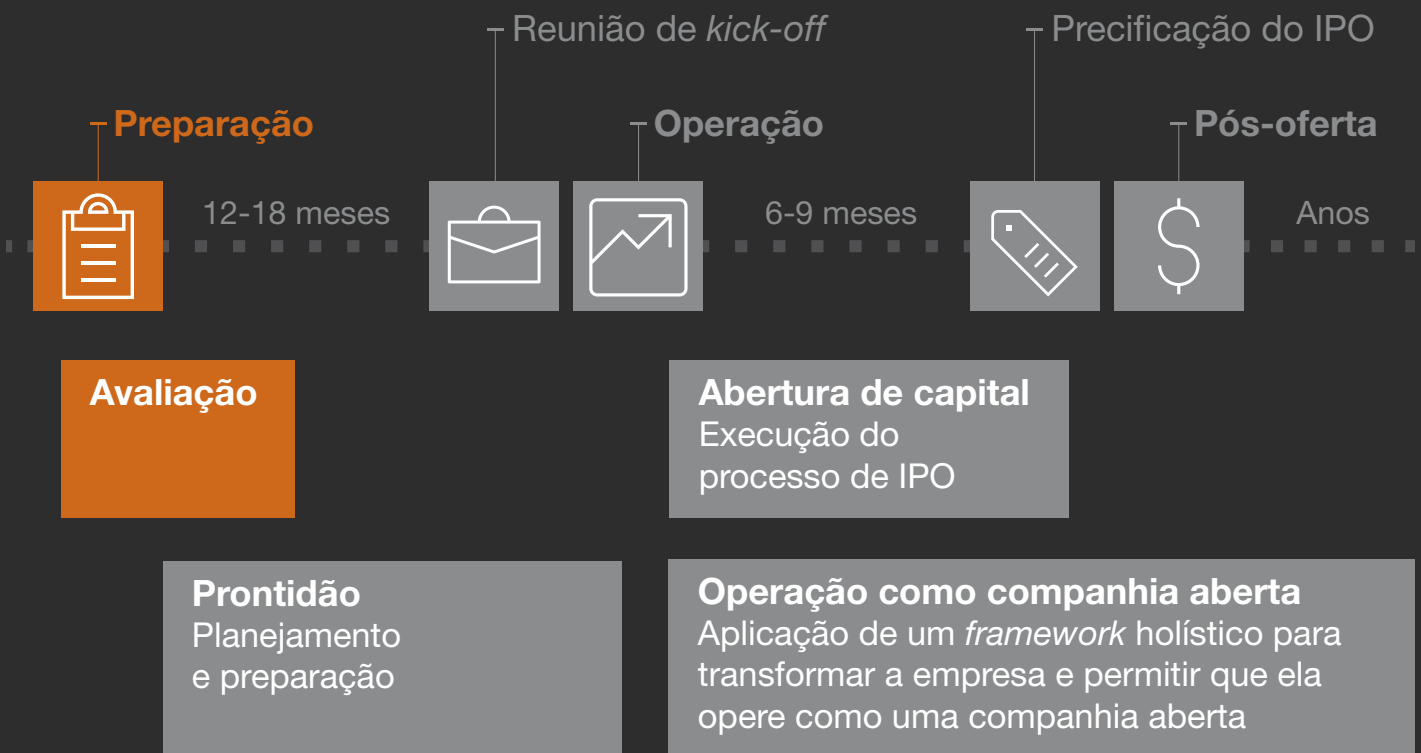 Reunião de kick-off
Precificação do IPO
Preparação
Operação
Pós-oferta
12-18 meses
6-9 meses
Anos
Avaliação
Abertura de capital
Execução do
processo de IPO
Prontidão
Planejamento
e preparação
Operação como companhia aberta
Aplicação de um framework holístico para
transformar a empresa e permitir que ela
opere como uma companhia aberta